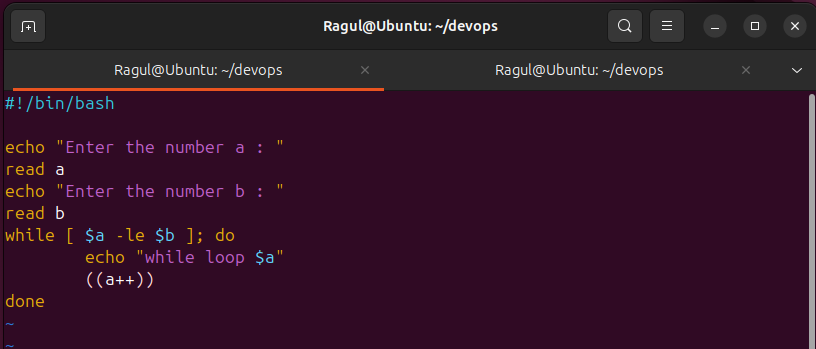 Ragul@Ubuntu: ~/devops
Ragul@Ubuntu: ~/devops
Ragul@Ubuntu: ~/devops
#!/bin/bash

echo "Enter the number a : "
read a
echo "Enter the number b : "
read b
while [ $a -le $b ]; do
        echo "while loop $a"
        ((a++))
done
~
~